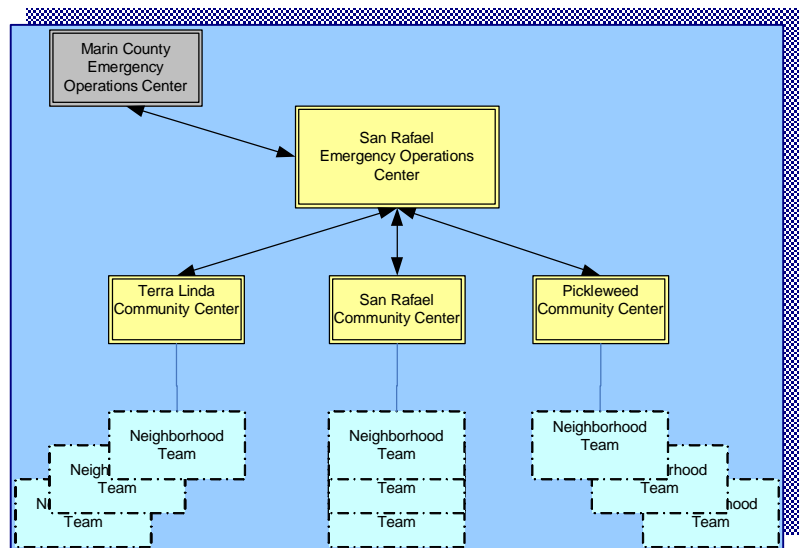 Marin County
Emergency
Operations Center
San Rafael
Emergency Operations
Center
Terra Linda
Community Center
San Rafael
Community Center
Pickleweed
Community Center
Neighborhood
Team
Neighborhood
Team
Neighborhood
Team
Team
Team
Team
Team
Team
Team